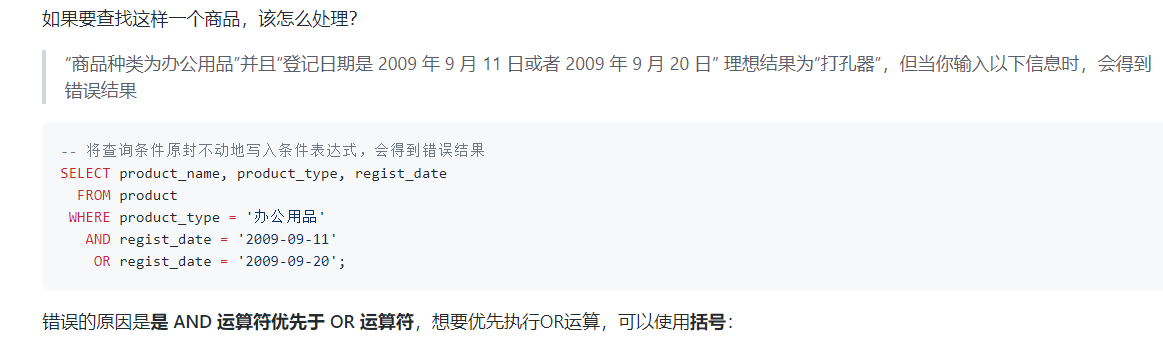 如果要查找这样一个商品，该怎么处理？
“商品种类为办公用品”并且“登记日期是 2009 年 9 月 11 日或者 2009 年 9 月 20 日” 理想结果为“打孔器”，但当你输入以下信息时，会得到
错误结果
-- 将查询条件原封不动地写入条件表达式，会得到错误结果
SELECT product_name, product_type, regist_date
FROM product
WHERE product_type = '办公用品'
AND regist_date = '2009-09-11'
OR regist_date = '2009-09-20';
错误的原因是是 AND 运算符优先于 OR 运算符，想要优先执行OR运算，可以使用括号：